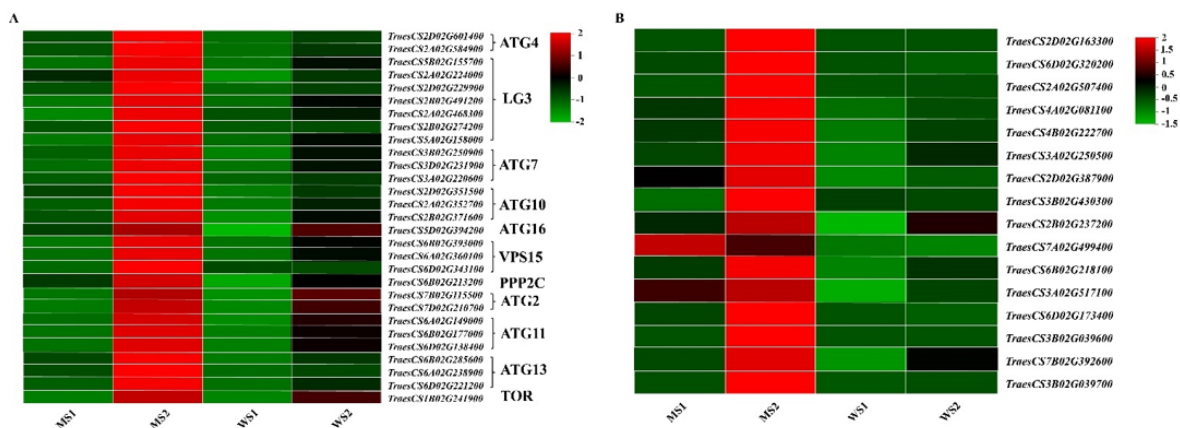 A
TraesCS2D02G601400
TraesCS2A02G584900
ATG4
TraesCS5B02G155700
TraesCS2A02G224000
TraesCS2D02G229900
TraesCS2B02G491200
TraesCS2A02G468300
TraesCS2B02G274200
TraesCS5A02G158000
LG3
TraesCS3B02G250900
TraesCS3D02G231900
TraesCS3A02G220600
ATG7
TraesCS2D02G351500
TraesCS2A02G352700
TraesCS2B02G371600
ATG10
TraesCS5D02G394200
ATG16
TraesCS6B02G393000
TraesCS6A02G360100
TraesCS6D02G343100
VPS15
TraesCS6B02G213200
PPP2C
TraesCS7B02G115500
TraesCS7D02G210700
ATG2
TraesCS6A02G149000
TraesCS6B02G177000
TraesCS6D02G138400
ATG11
TraesCS6B02G285600
TraesCS6A02G238900
TraesCS6D02G221200
ATG13
TraesCS1B02G241900
TOR
MS1
MS2
WS1
WS2
2
1
0
-1
-2
B
TraesCS2D02G163300
TraesCS6D02G320200
TraesCS2A02G507400
TraesCS4A02G081100
TraesCS4B02G222700
TraesCS3A02G250500
TraesCS2D02G387900
TraesCS3B02G430300
TraesCS2B02G237200
TraesCS7A02G499400
TraesCS6B02G218100
TraesCS3A02G517100
TraesCS6D02G173400
TraesCS3B02G039600
TraesCS7B02G392600
TraesCS3B02G039700
MS1
MS2
WS1
WS2
2
1.5
1
0.5
0
-0.5
-1
-1.5